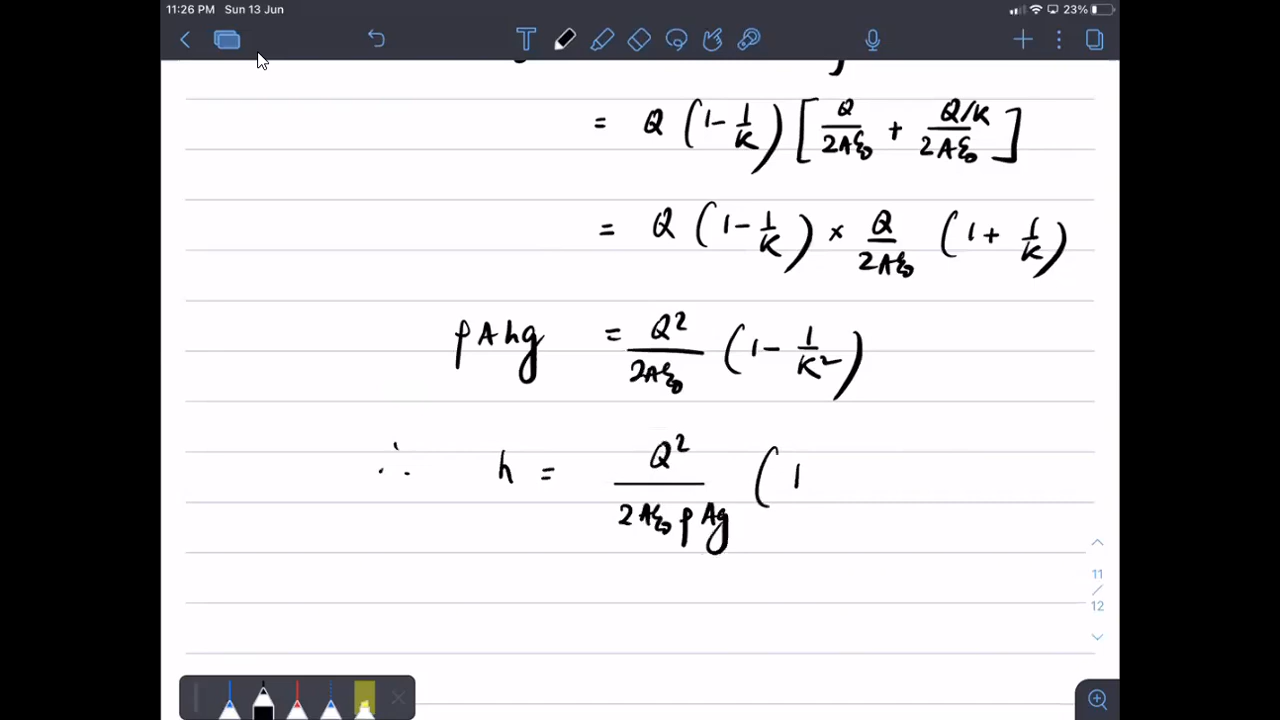 11:26 PM Sun 13 Jun 23%
T
= Q (1 - 1/K) [Q/2Aε₀ + Q/K/2Aε₀]
= Q (1 - 1/K) × Q/2Aε₀ (1 + 1/K)
ρAhg = Q²/2Aε₀ (1 - 1/K²)
∴ h = Q²/2Aε₀ρAg (1
11
/
12